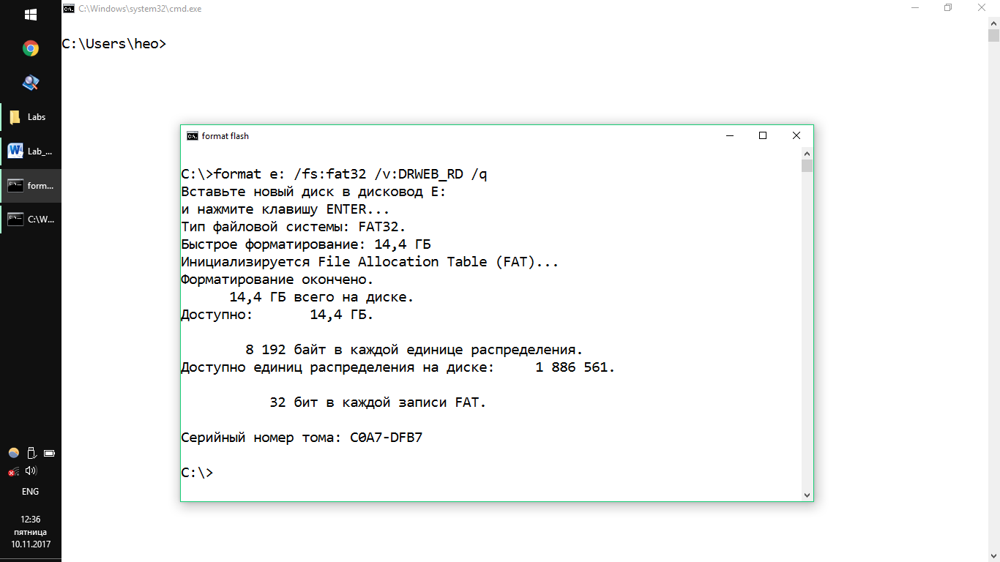 C:\Windows\system32\cmd.exe
C:\Users\heo>
Labs
Lab_...
form...
C:\W...
format flash
C:\>format e: /fs:fat32 /v:DRWEB_RD /q
Вставьте новый диск в дисковод E:
и нажмите клавишу ENTER...
Тип файловой системы: FAT32.
Быстрое форматирование: 14,4 ГБ
Инициализируется File Allocation Table (FAT)...
Форматирование окончено.
14,4 ГБ всего на диске.
Доступно: 14,4 ГБ.
8 192 байт в каждой единице распределения.
Доступно единиц распределения на диске: 1 886 561.
32 бит в каждой записи FAT.
Серийный номер тома: C0A7-DFB7
C:\>
ENG
12:36
пятница
10.11.2017